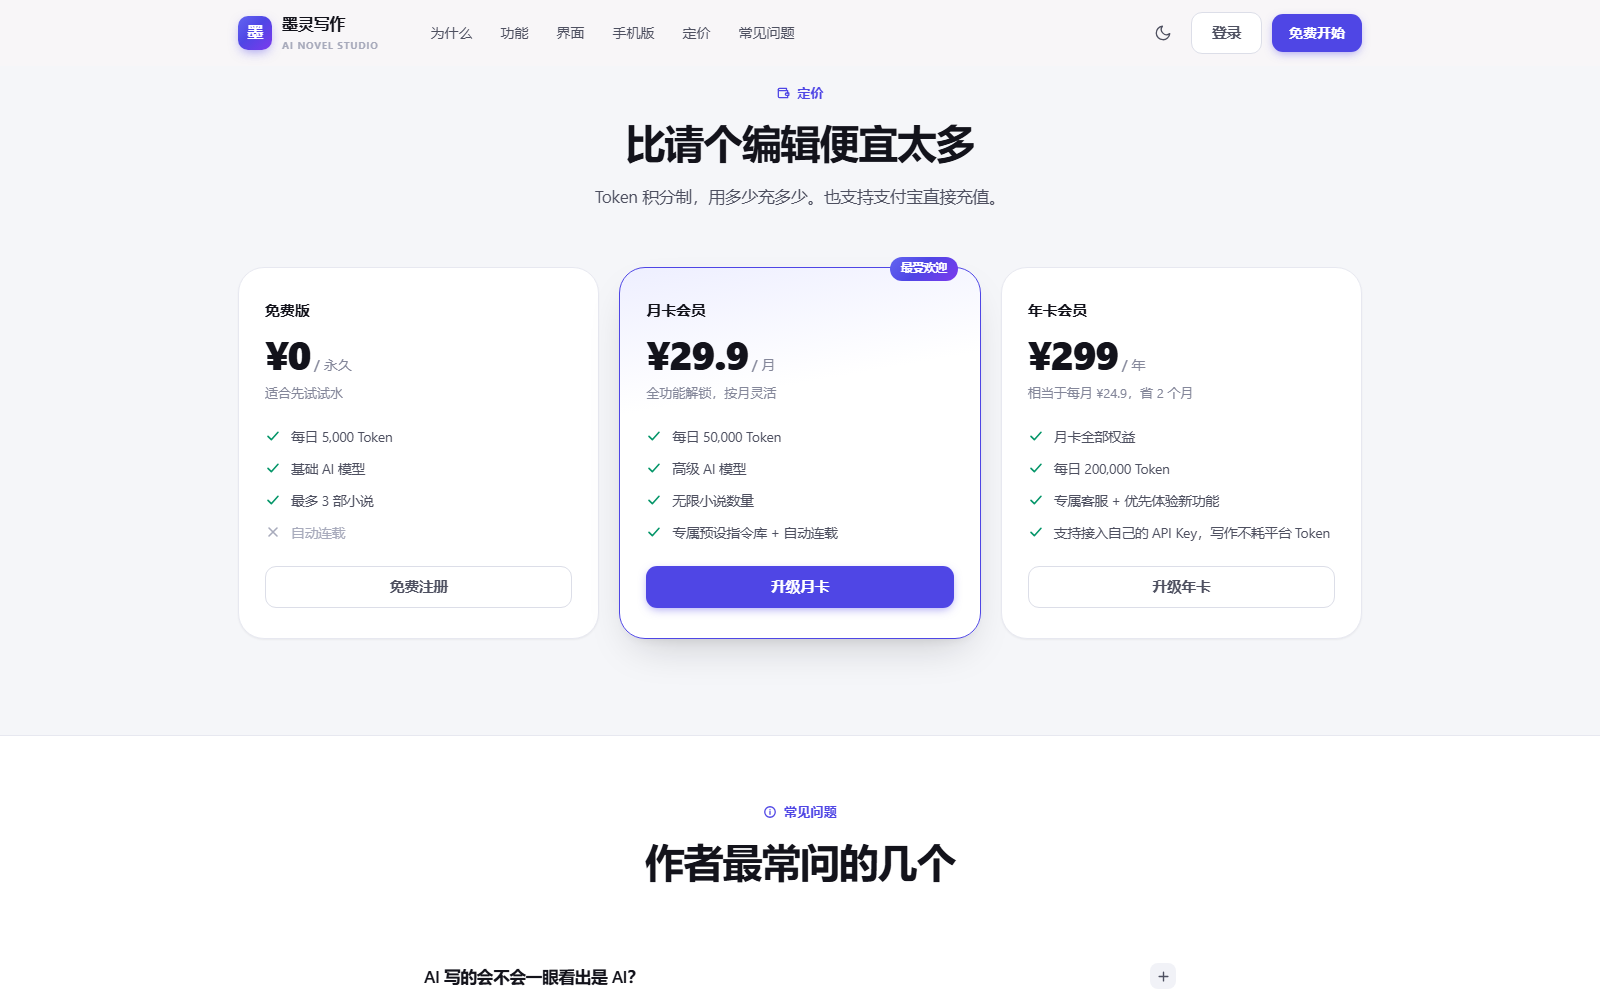 墨 墨灵写作
AI NOVEL STUDIO
为什么 功能 界面 手机版 定价 常见问题
登录 免费开始
定价
比请个编辑便宜太多
Token 积分制，用多少充多少。也支持支付宝直接充值。
免费版
¥0 / 永久
适合先试试水
每日 5,000 Token
基础 AI 模型
最多 3 部小说
自动连载
免费注册
最受欢迎
月卡会员
¥29.9 / 月
全功能解锁，按月灵活
每日 50,000 Token
高级 AI 模型
无限小说数量
专属预设指令库 + 自动连载
升级月卡
年卡会员
¥299 / 年
相当于每月 ¥24.9，省 2 个月
月卡全部权益
每日 200,000 Token
专属客服 + 优先体验新功能
支持接入自己的 API Key，写作不耗平台 Token
升级年卡
常见问题
作者最常问的几个
AI 写的会不会一眼看出是 AI？